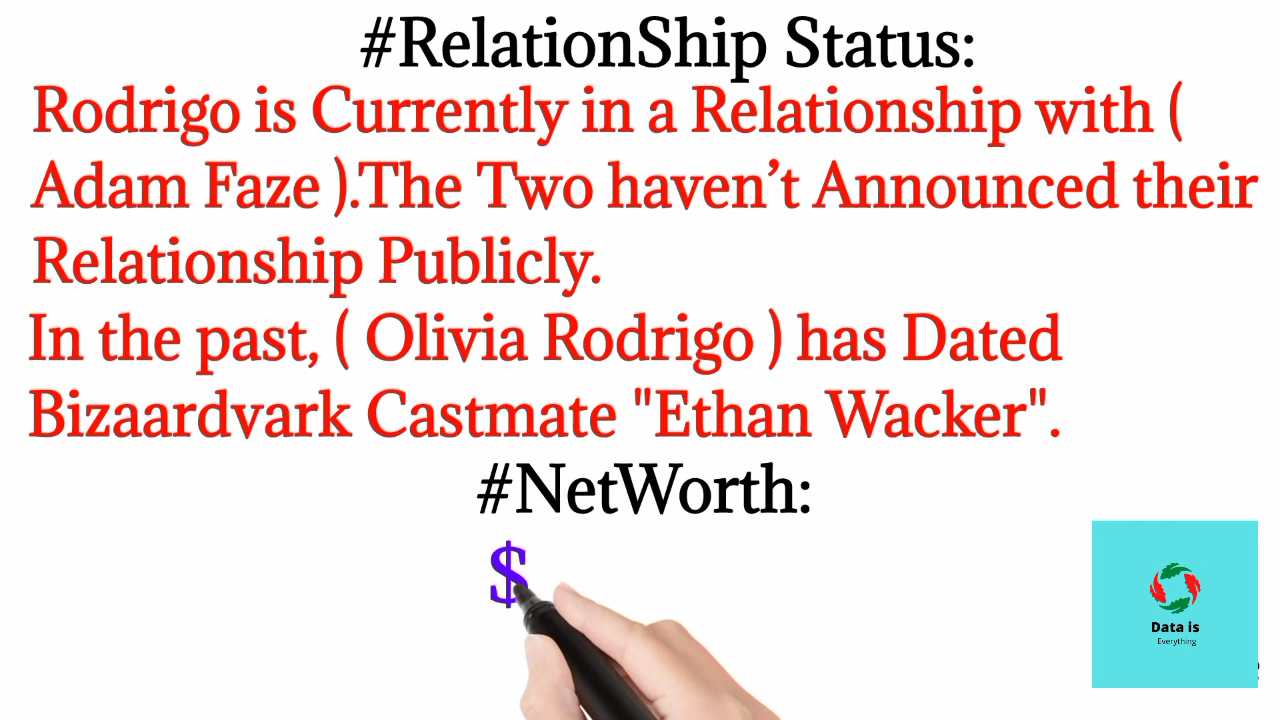 #RelationShip Status:
Rodrigo is Currently in a Relationship with (
Adam Faze ).The Two haven’t Announced their
Relationship Publicly.
In the past, ( Olivia Rodrigo ) has Dated
Bizaardvark Castmate "Ethan Wacker".
#NetWorth:
$
Data is
Everything